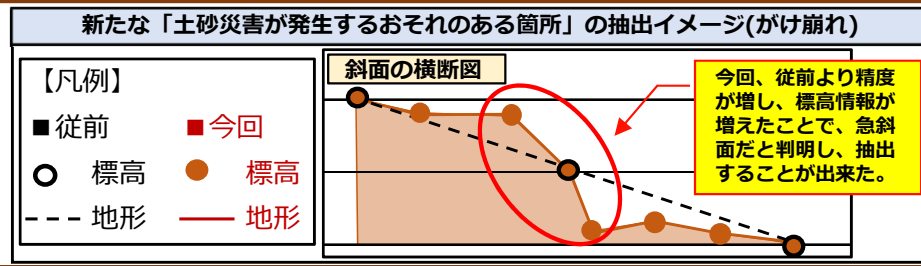 新たな「土砂災害が発生するおそれのある箇所」の抽出イメージ(がけ崩れ)
【凡例】
■従前 ■今回
標高 標高
地形 地形
斜面の横断図
今回、従前より精度
が増し、標高情報が
増えたことで、急斜
面だと判明し、抽出
することが出来た。